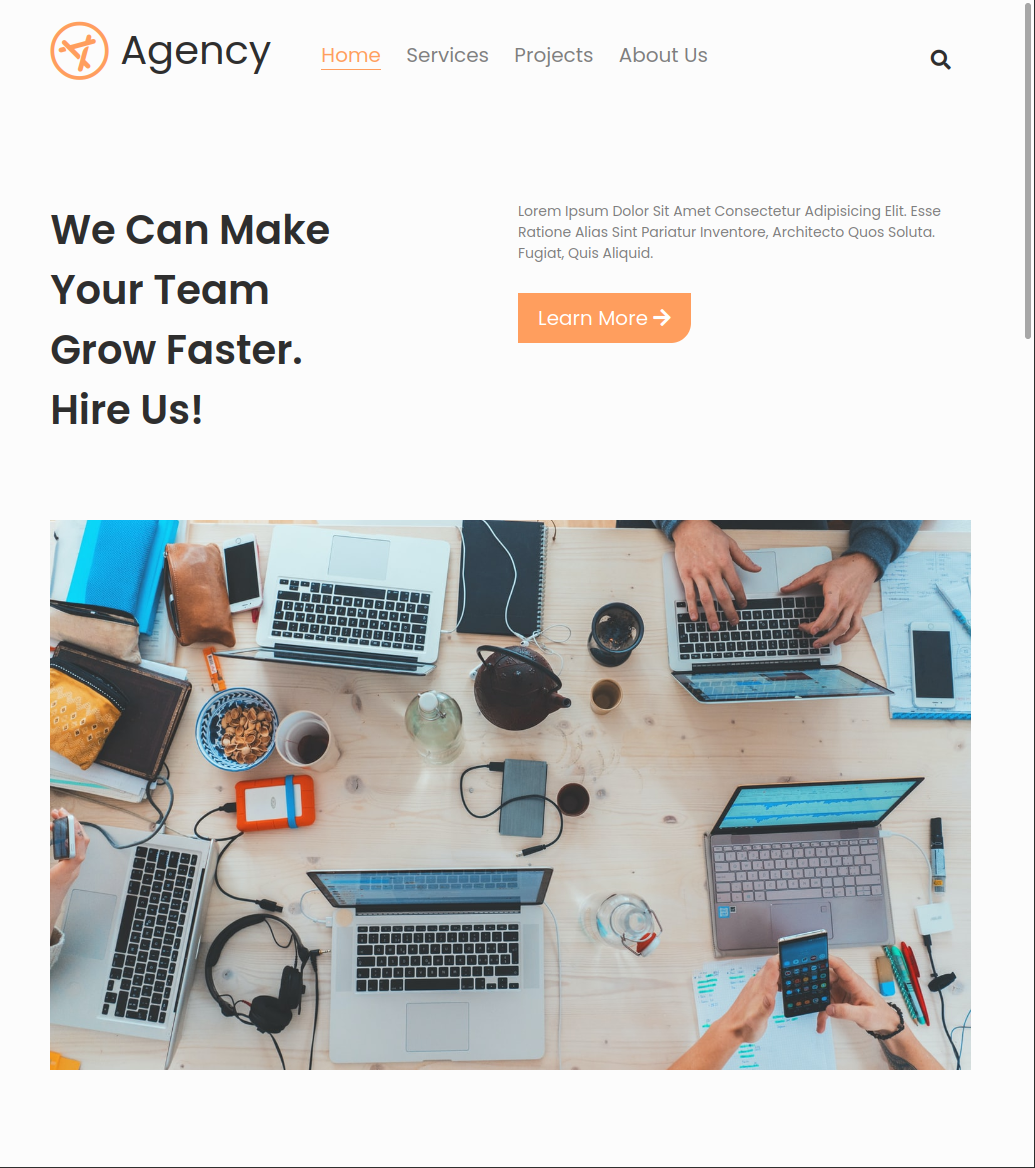 Agency
Home Services Projects About Us
We Can Make
Your Team
Grow Faster.
Hire Us!
Lorem Ipsum Dolor Sit Amet Consectetur Adipisicing Elit. Esse
Ratione Alias Sint Pariatur Inventore, Architecto Quos Soluta.
Fugiat, Quis Aliquid.
Learn More